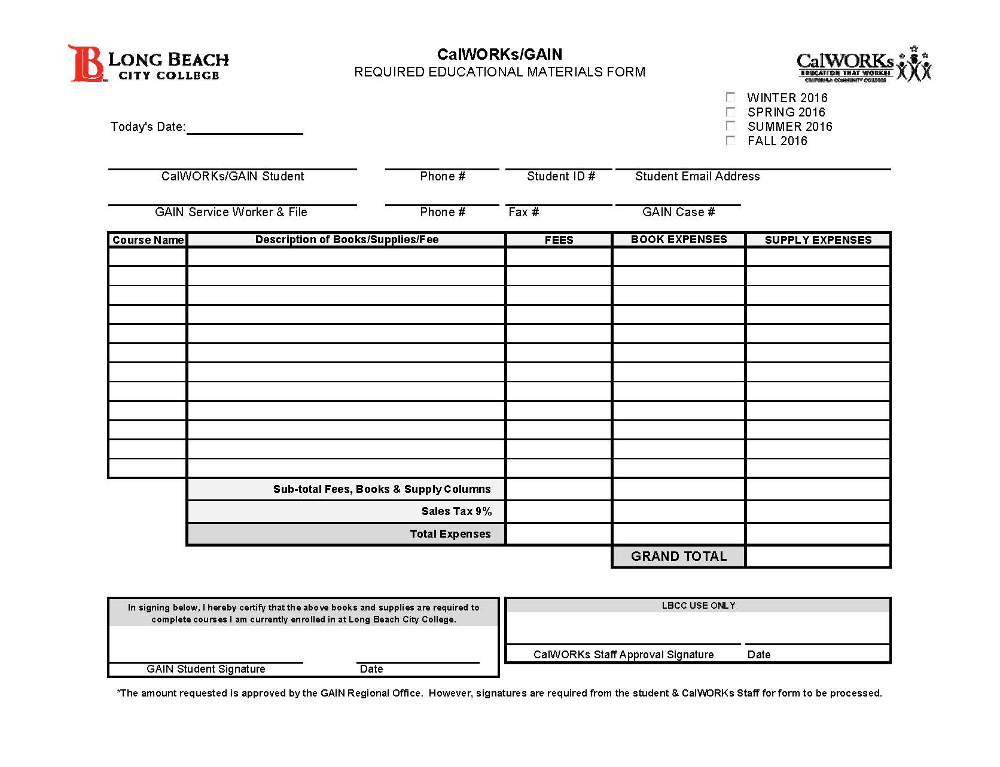 LONG BEACH
CITY COLLEGE
CalWORKs/GAIN
REQUIRED EDUCATIONAL MATERIALS FORM
CalWORKs
EDUCATION THAT WORKS!
CALIFORNIA COMMUNITY COLLEGES
WINTER 2016
SPRING 2016
Today's Date:
SUMMER 2016
FALL 2016
CalWORKs/GAIN Student Phone # Student ID # Student Email Address
GAIN Service Worker & File Phone # Fax # GAIN Case #
Course Name Description of Books/Supplies/Fee FEES BOOK EXPENSES SUPPLY EXPENSES
Sub-total Fees, Books & Supply Columns
Sales Tax 9%
Total Expenses
GRAND TOTAL
In signing below, I hereby certify that the above books and supplies are required to
complete courses I am currently enrolled in at Long Beach City College.
GAIN Student Signature Date
LBCC USE ONLY
CalWORKs Staff Approval Signature Date
*The amount requested is approved by the GAIN Regional Office. However, signatures are required from the student & CalWORKs Staff for form to be processed.